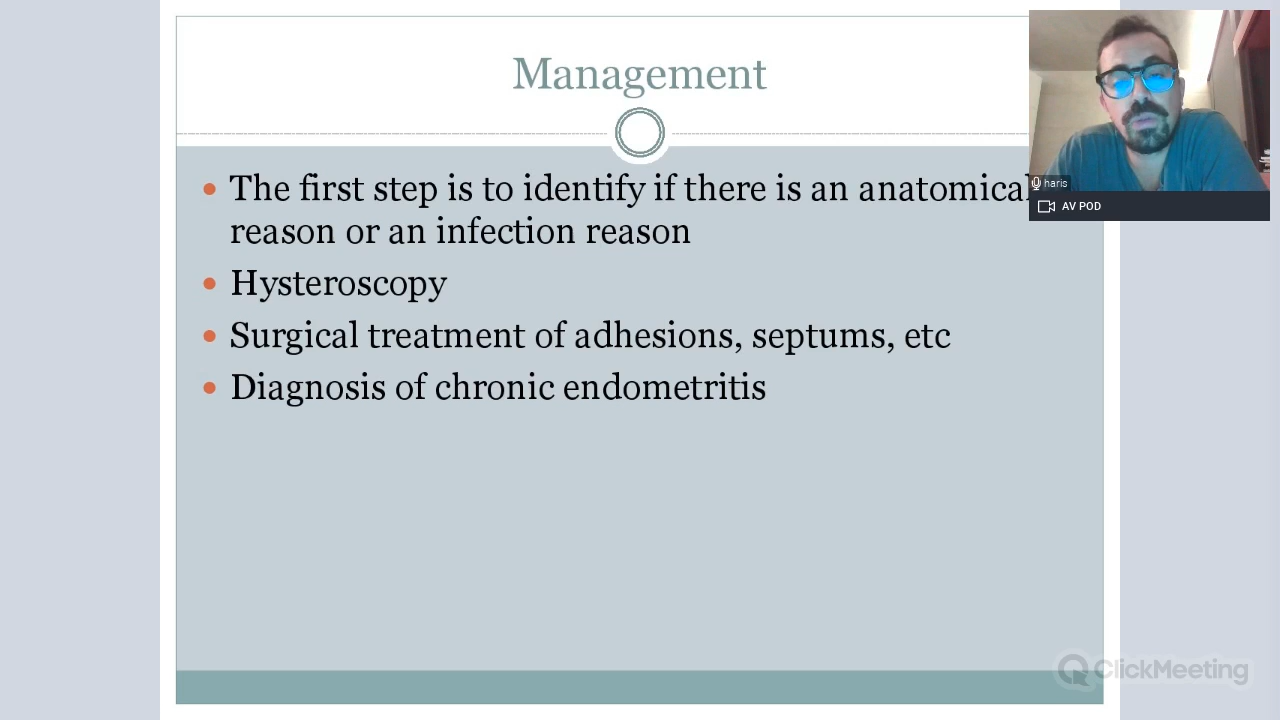 Management
The first step is to identify if there is an anatomical
reason or an infection reason
Hysteroscopy
Surgical treatment of adhesions, septums, etc
Diagnosis of chronic endometritis
haris
AV POD
ClickMeeting